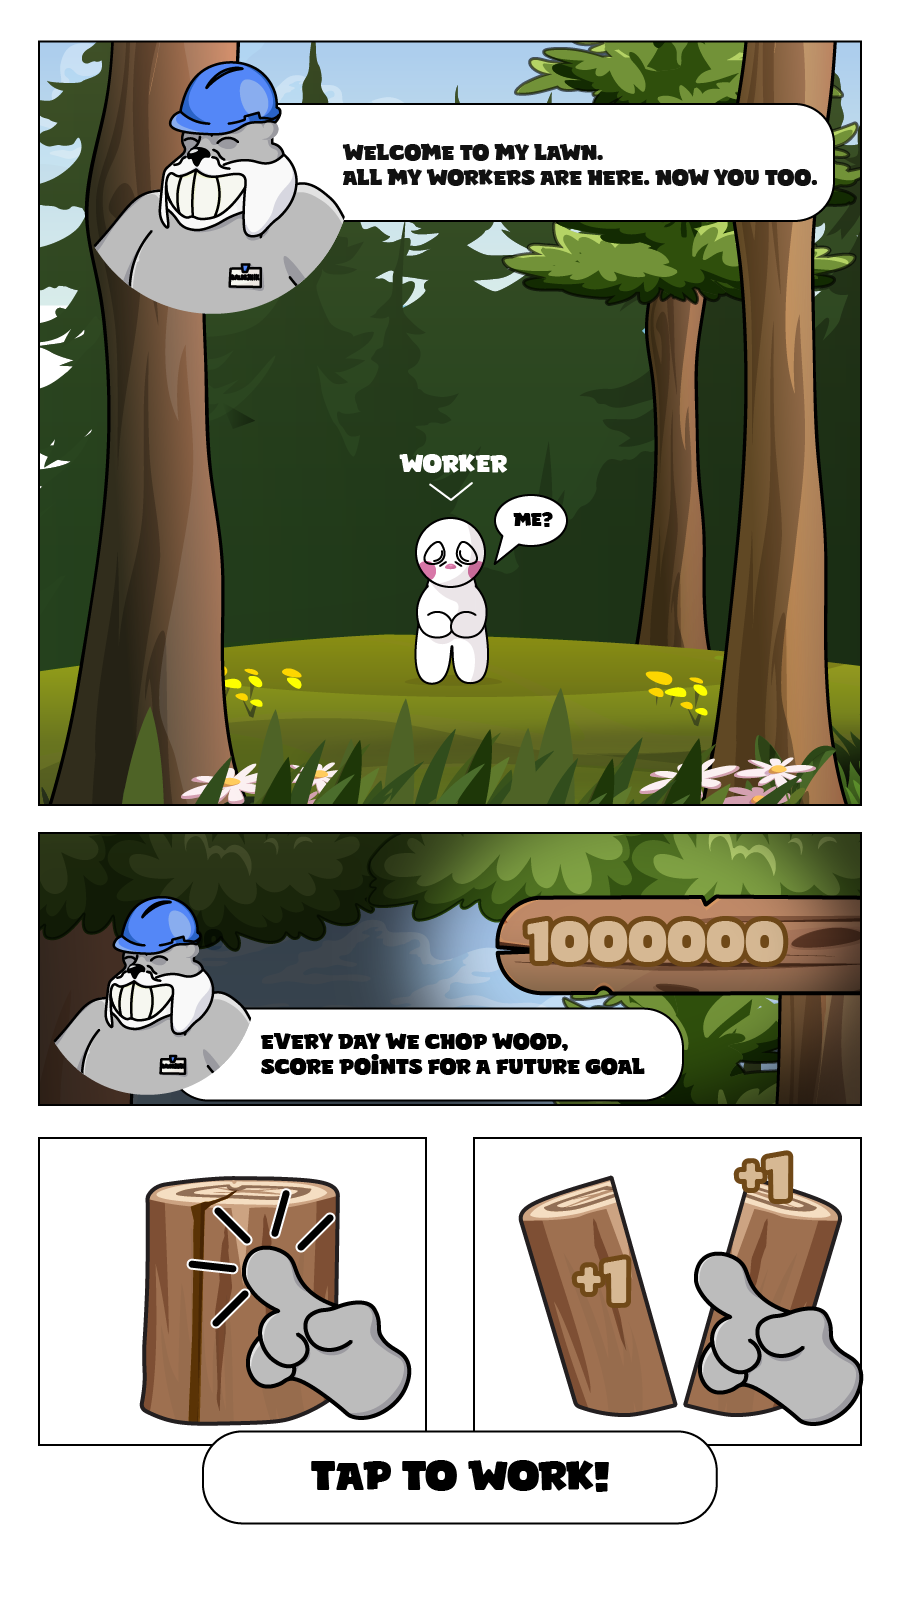 WELCOME TO MY LAWN.
ALL MY WORKERS ARE HERE. NOW YOU TOO.
WORKER
ME?
1000000
EVERY DAY WE CHOP WOOD,
SCORE POINTS FOR A FUTURE GOAL
+1
+1
TAP TO WORK!